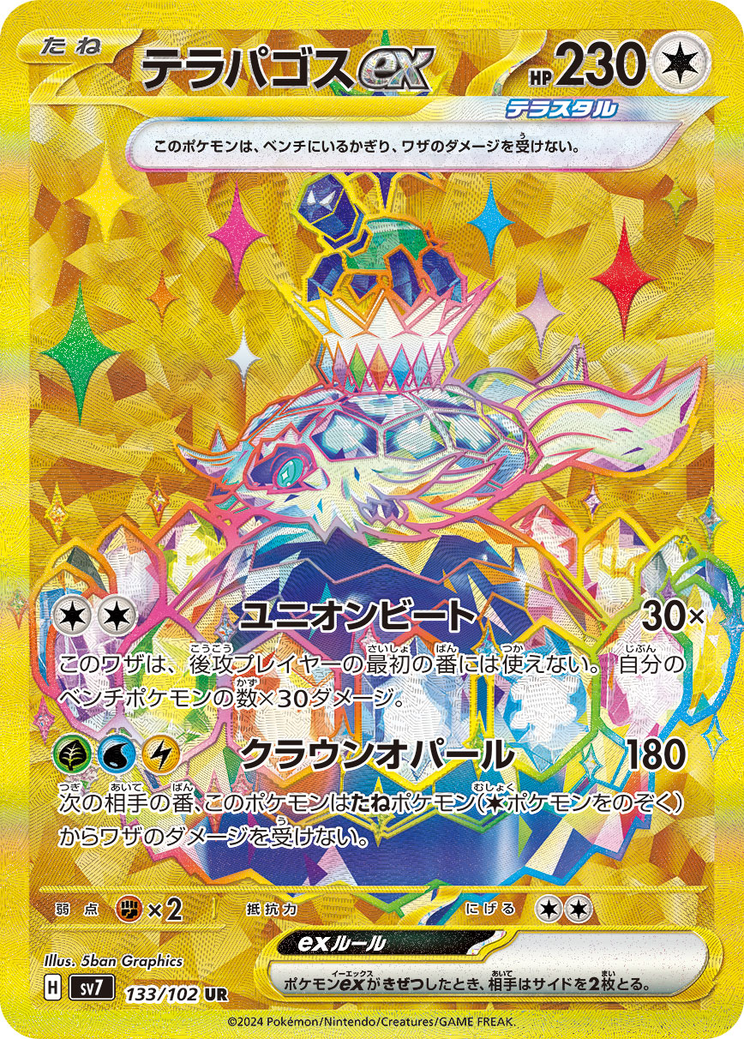 たね
テラパゴスex
HP 230
テラスタル
このポケモンは、ベンチにいるかぎり、ワザのダメージを受けない。
ユニオンビート 30×
このワザは、後攻プレイヤーの最初の番には使えない。自分の
ベンチポケモンの数×30ダメージ。
クラウンオパール 180
次の相手の番、このポケモンはたねポケモン(ポケモンをのぞく)
からワザのダメージを受けない。
弱点 ×2 抵抗力 にげる
exルール
ポケモンexがきぜつしたとき、相手はサイドを2枚とる。
Illus. 5ban Graphics
H sv7 133/102 UR
©2024 Pokémon/Nintendo/Creatures/GAME FREAK.